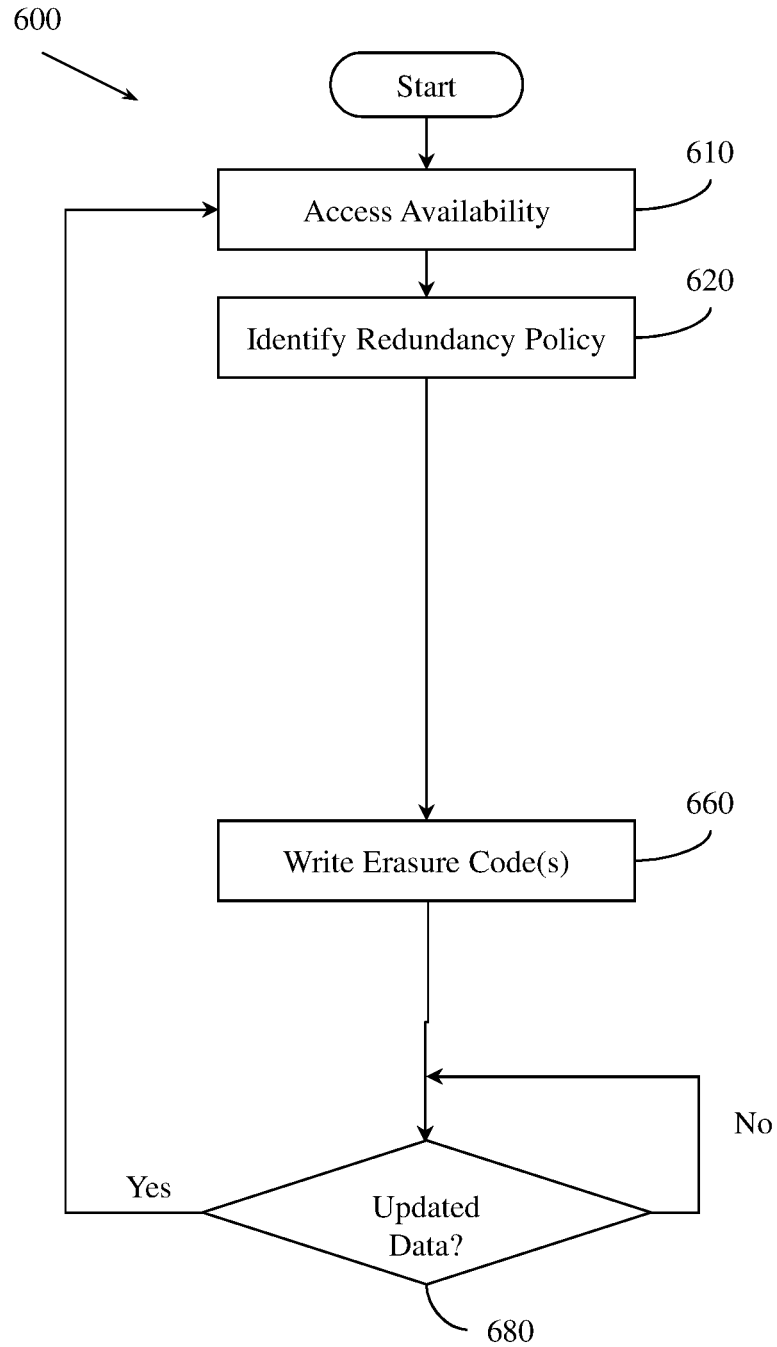 600
Start
610
Access Availability
620
Identify Redundancy Policy
660
Write Erasure Code(s)
No
Yes
Updated
Data?
680